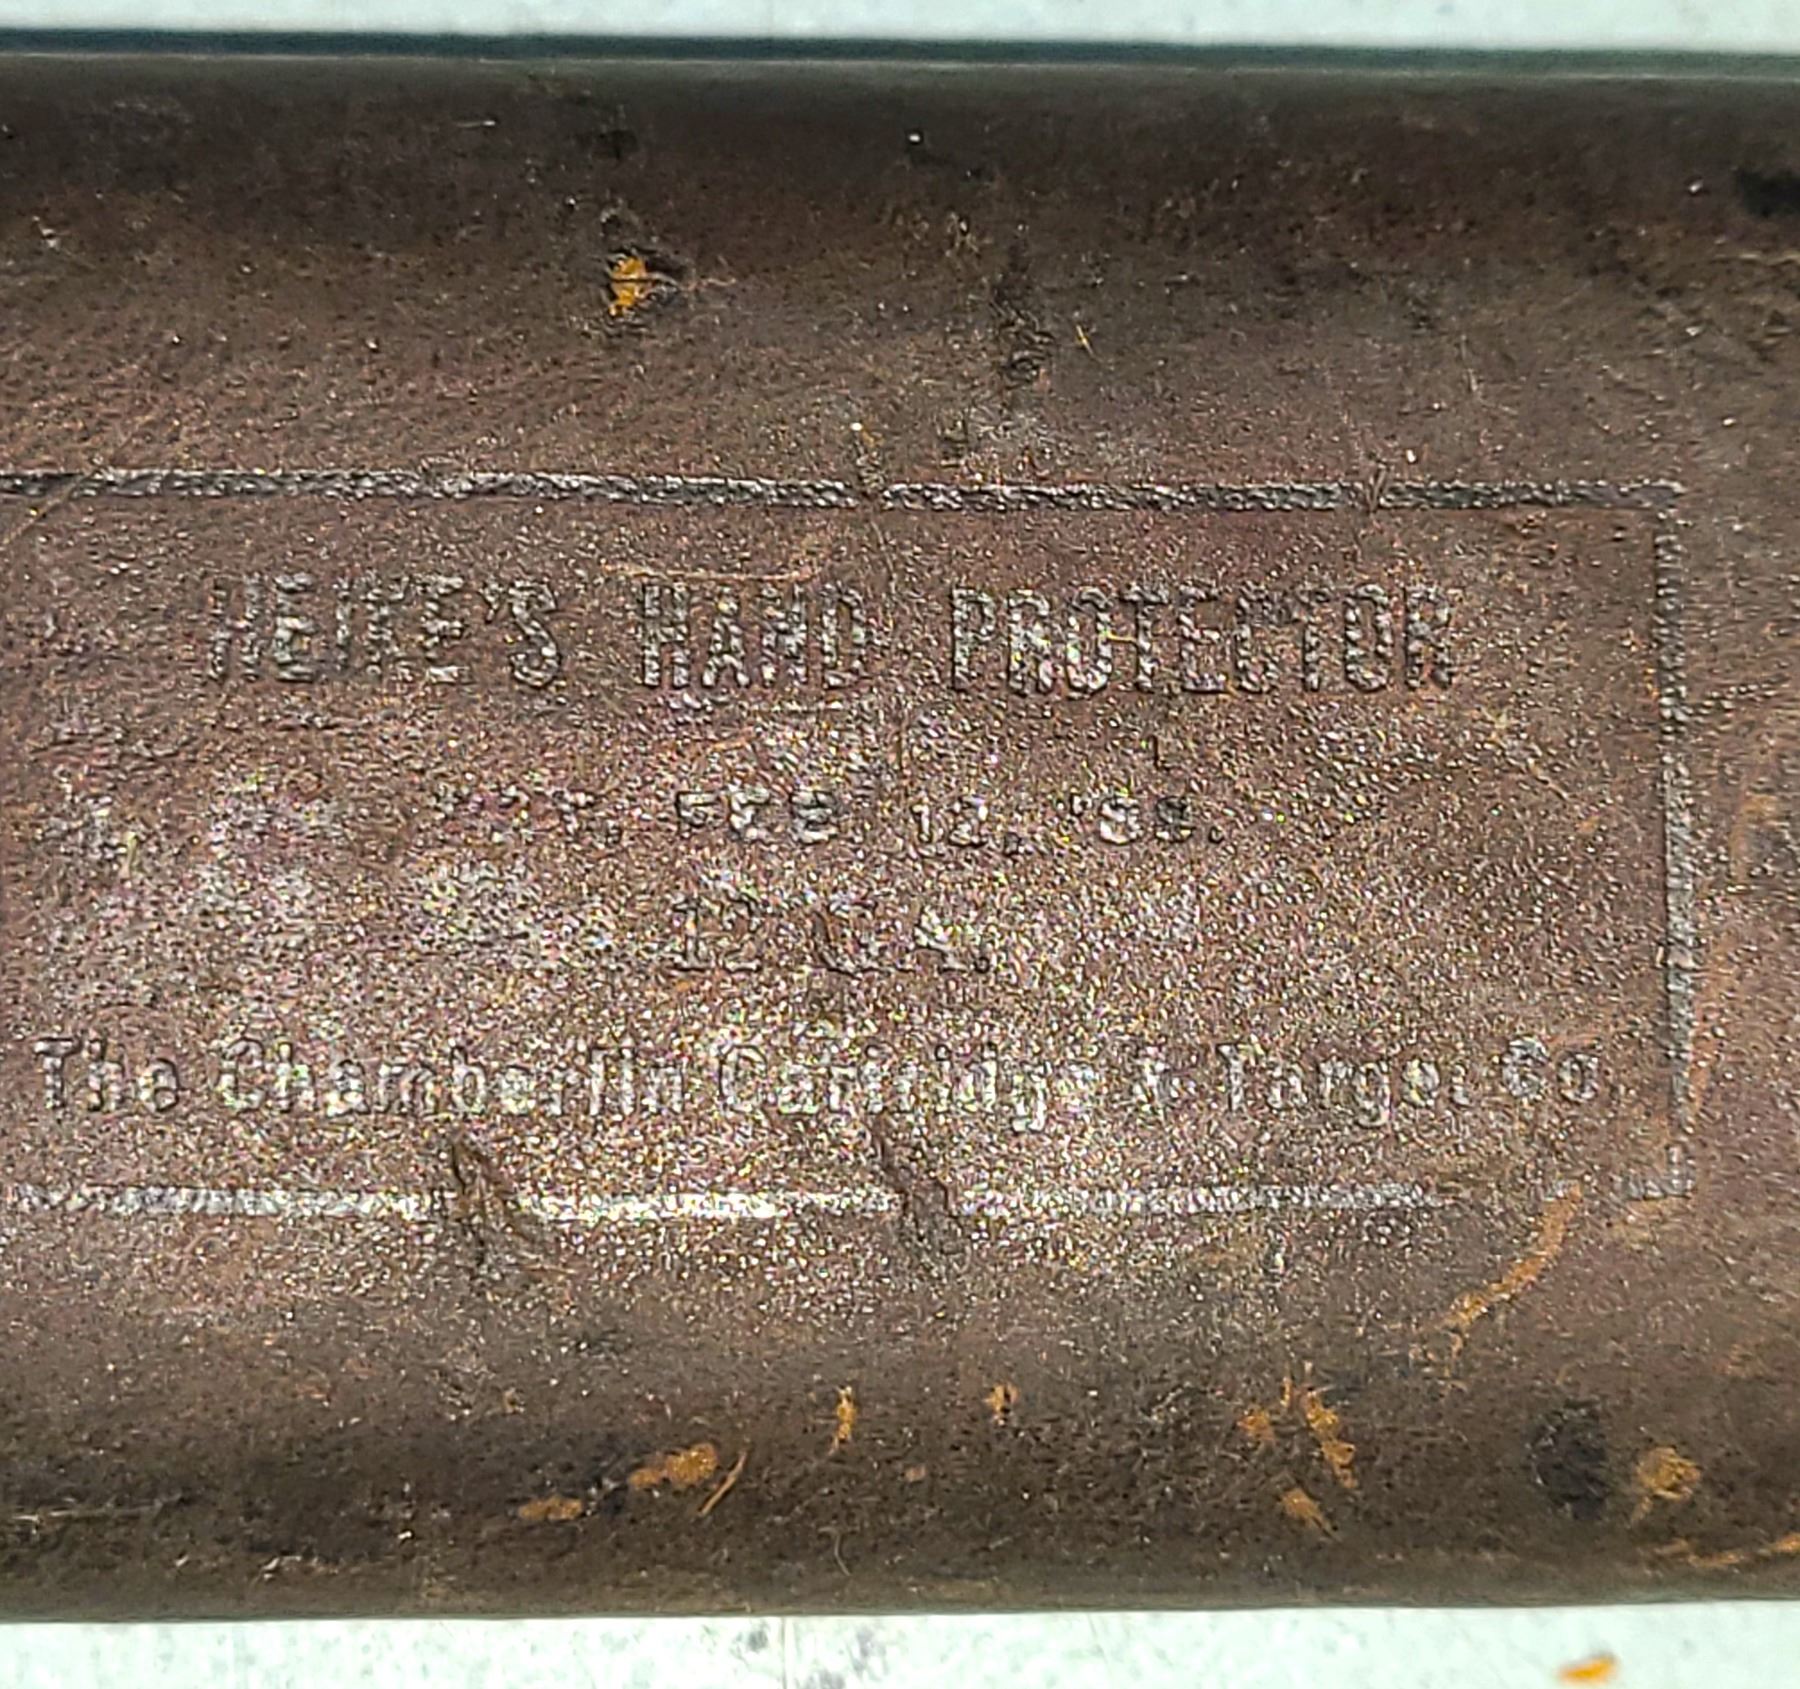 HEIKE'S HAND PROTECTOR
PAT. FEB 12, '89.
12 GA.
The Chamberlin Cartridge & Target Co.